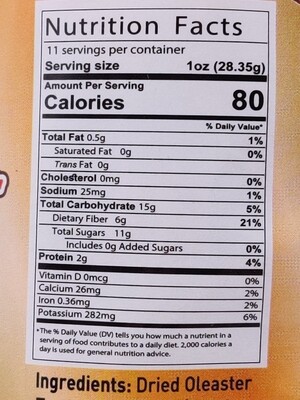 Nutrition Facts
11 servings per container
Serving size 1oz (28.35g)
Amount Per Serving
Calories 80
% Daily Value*
Total Fat 0.5g 1%
Saturated Fat 0g 0%
Trans Fat 0g
Cholesterol 0mg 0%
Sodium 25mg 1%
Total Carbohydrate 15g 5%
Dietary Fiber 6g 21%
Total Sugars 11g
Includes 0g Added Sugars 0%
Protein 2g 4%
Vitamin D 0mcg 0%
Calcium 26mg 2%
Iron 0.36mg 2%
Potassium 282mg 6%
*The % Daily Value (DV) tells you how much a nutrient in a
serving of food contributes to a daily diet. 2,000 calories a
day is used for general nutrition advice.
Ingredients: Dried Oleaster